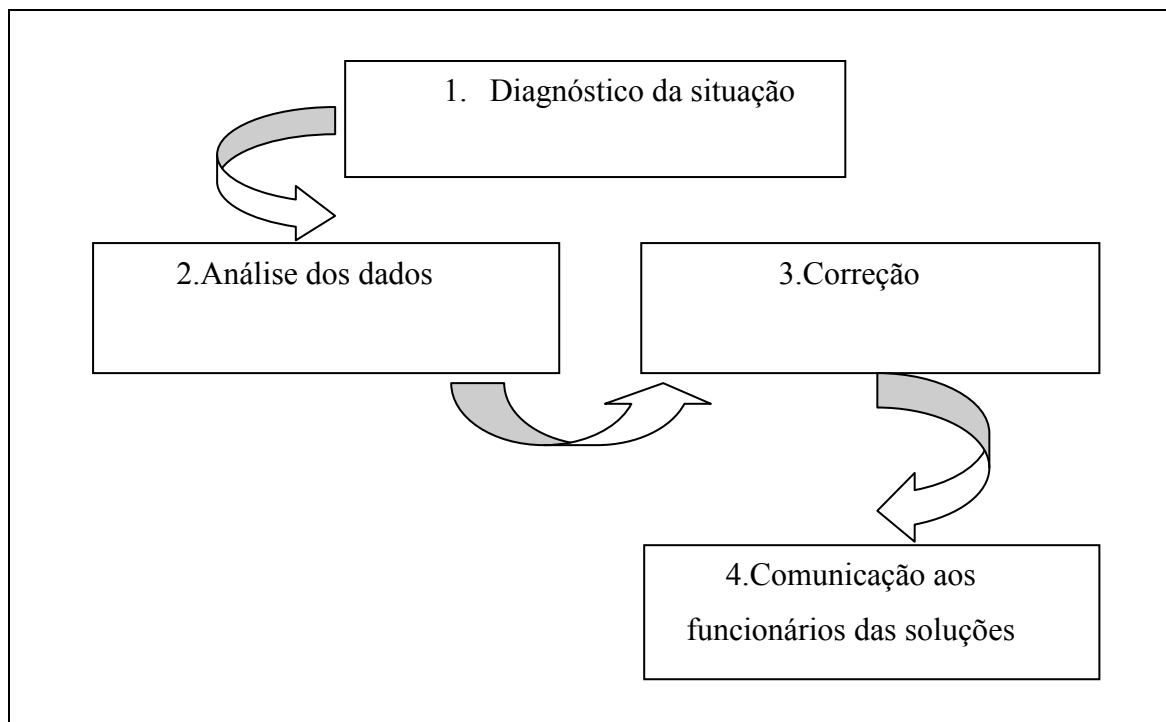 1. Diagnóstico da situação
2.Análise dos dados
3.Correção
4.Comunicação aos
funcionários das soluções